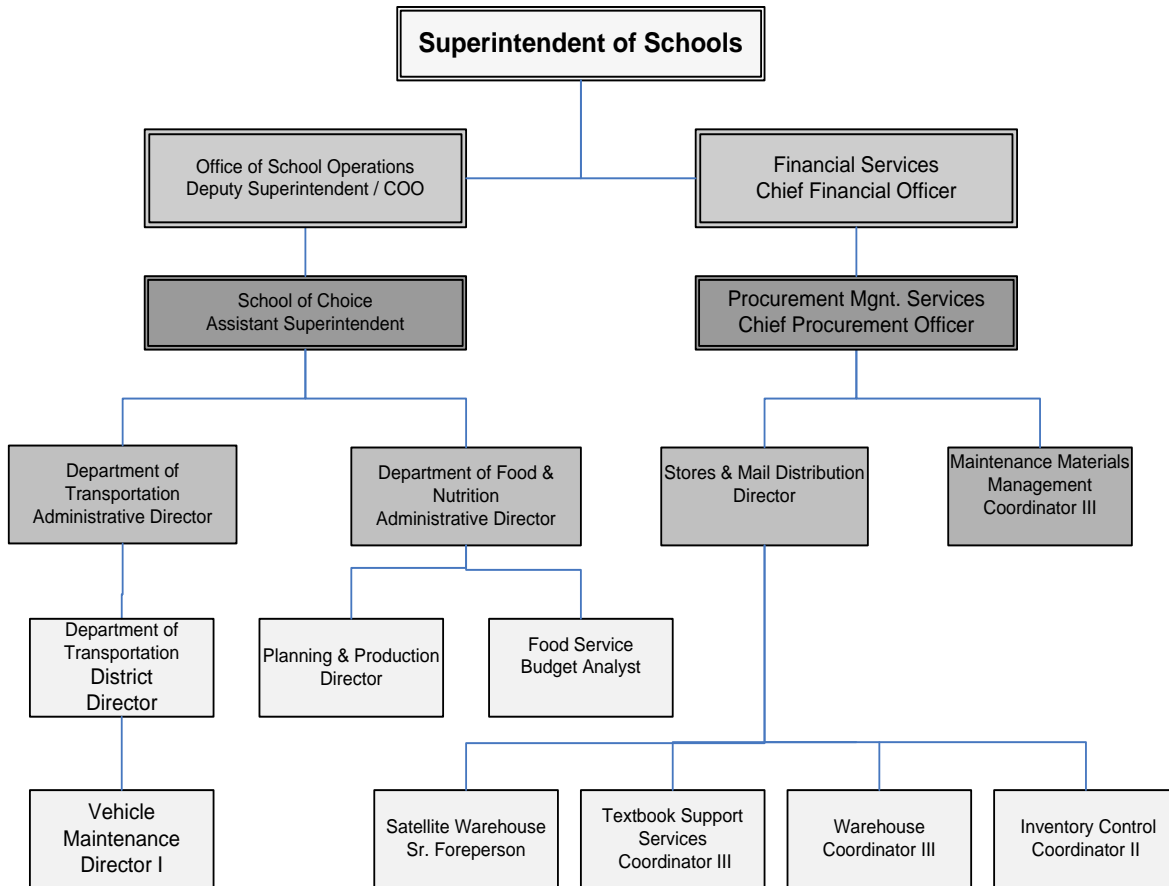 Superintendent of Schools
Office of School Operations
Deputy Superintendent / COO
Financial Services
Chief Financial Officer
School of Choice
Assistant Superintendent
Procurement Mgnt. Services
Chief Procurement Officer
Department of
Transportation
Administrative Director
Department of Food &
Nutrition
Administrative Director
Stores & Mail Distribution
Director
Maintenance Materials
Management
Coordinator III
Department of
Transportation
District
Director
Planning & Production
Director
Food Service
Budget Analyst
Vehicle
Maintenance
Director I
Satellite Warehouse
Sr. Foreperson
Textbook Support
Services
Coordinator III
Warehouse
Coordinator III
Inventory Control
Coordinator II